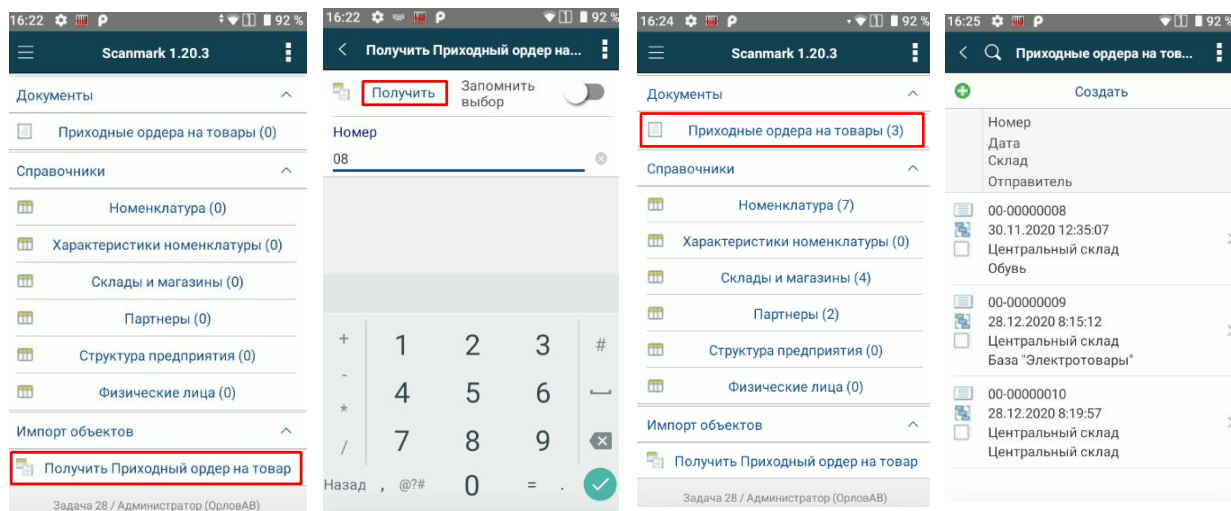 16:22 92 %
Scanmark 1.20.3
Документы
Приходные ордера на товары (0)
Справочники
Номенклатура (0)
Характеристики номенклатуры (0)
Склады и магазины (0)
Партнеры (0)
Структура предприятия (0)
Физические лица (0)
Импорт объектов
Получить Приходный ордер на товар
Задача 28 / Администратор (ОрловАВ)
16:22 92 %
Получить Приходный ордер на...
Получить
Запомнить
выбор
Номер
08
+ 1 2 3 #
-
4 5 6
*
/ 7 8 9
Назад , @?# 0 = .
16:24 92 %
Scanmark 1.20.3
Документы
Приходные ордера на товары (3)
Справочники
Номенклатура (7)
Характеристики номенклатуры (0)
Склады и магазины (4)
Партнеры (2)
Структура предприятия (0)
Физические лица (0)
Импорт объектов
Получить Приходный ордер на товар
Задача 28 / Администратор (ОрловАВ)
16:25 92 %
Приходные ордера на тов...
Создать
Номер
Дата
Склад
Отправитель
00-00000008
30.11.2020 12:35:07
Центральный склад
Обувь
00-00000009
28.12.2020 8:15:12
Центральный склад
База "Электротовары"
00-00000010
28.12.2020 8:19:57
Центральный склад
Центральный склад